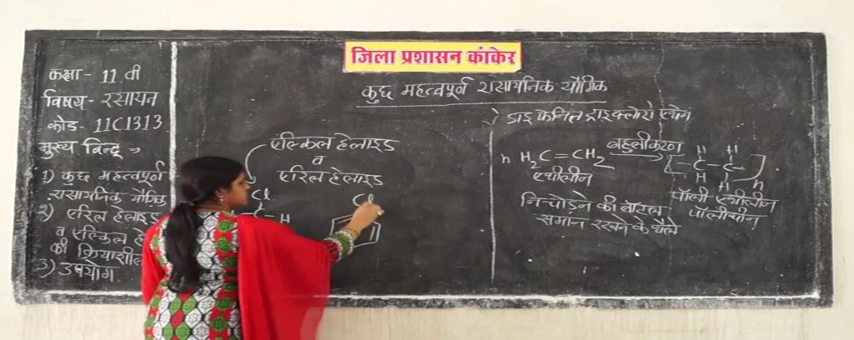 जिला प्रशासन कांकेर
कक्षा - 11 वीं
विषय - रसायन
कोड - 11C1313
मुख्य बिन्दू :-
1) कुछ महत्वपूर्ण
रासायनिक यौगिक
2) एरिल हेलाइड
व एल्किल
की
3) उपयोग
कुछ महत्वपूर्ण रासायनिक यौगिक
एल्किल हेलाइड
व
एरिल हेलाइड
Cl
C - H
Cl
n H₂C = CH₂
बहुलीकरण
H H
C - C
H H
n
एथीलीन
पॉली एथीलीन
पॉलीथीन
निचोड़ने की बॉटल
समान रखने के थैले